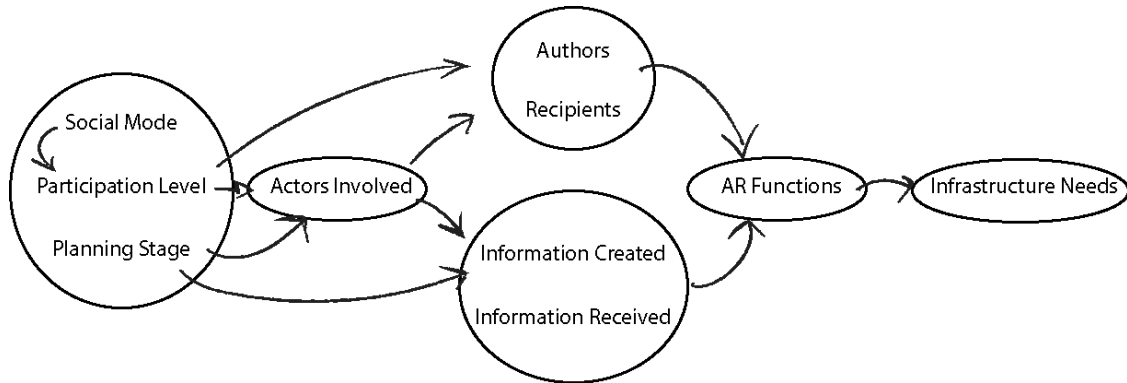 Social Mode
Participation Level
Planning Stage
Actors Involved
Authors
Recipients
Information Created
Information Received
AR Functions
Infrastructure Needs